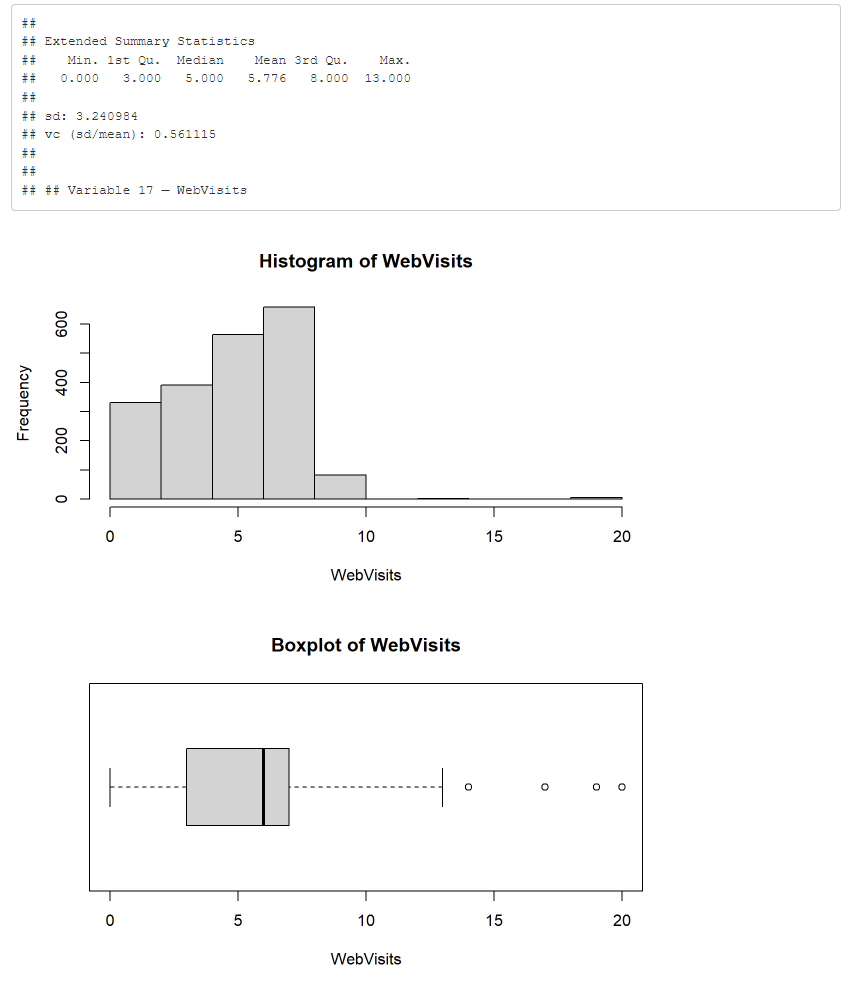 ##
## Extended Summary Statistics
##    Min. 1st Qu.  Median    Mean 3rd Qu.    Max.
##   0.000   3.000   5.000   5.776   8.000  13.000
##
## sd: 3.240984
## vc (sd/mean): 0.561115
##
##
## ## Variable 17 — WebVisits
Histogram of WebVisits
Frequency
600
400
200
0
0 5 10 15 20
WebVisits
Boxplot of WebVisits
0 5 10 15 20
WebVisits